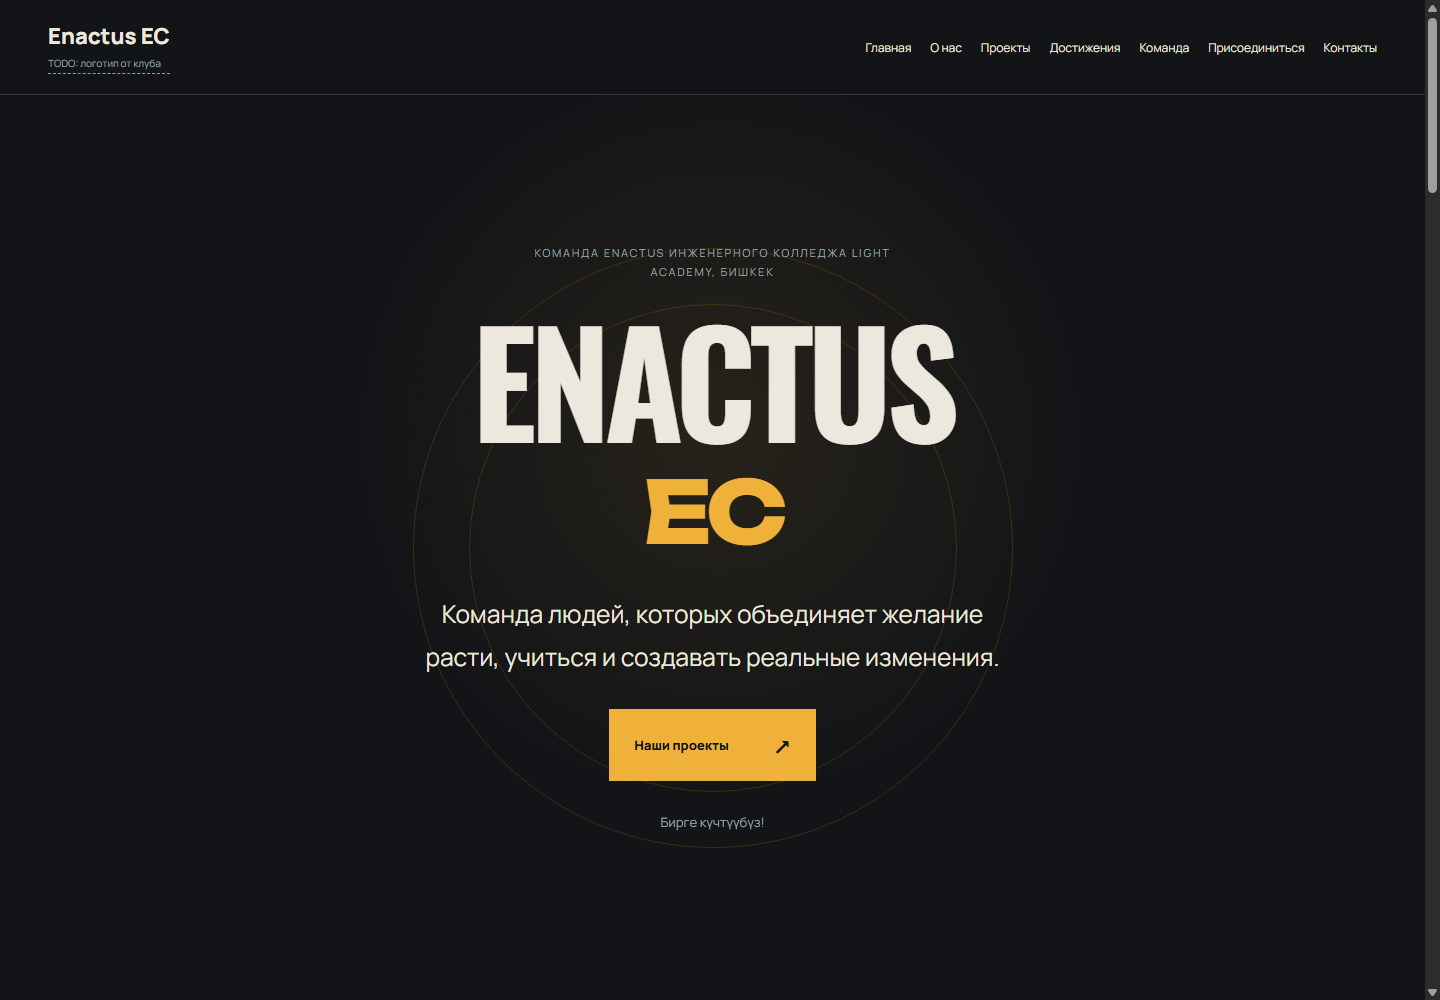 Enactus EC
TODO: логотип от клуба
Главная О нас Проекты Достижения Команда Присоединиться Контакты
КОМАНДА ENACTUS ИНЖЕНЕРНОГО КОЛЛЕДЖА LIGHT
ACADEMY, БИШКЕК
ENACTUS
EC
Команда людей, которых объединяет желание
расти, учиться и создавать реальные изменения.
Наши проекты ↗
Бирге күчтүүбүз!